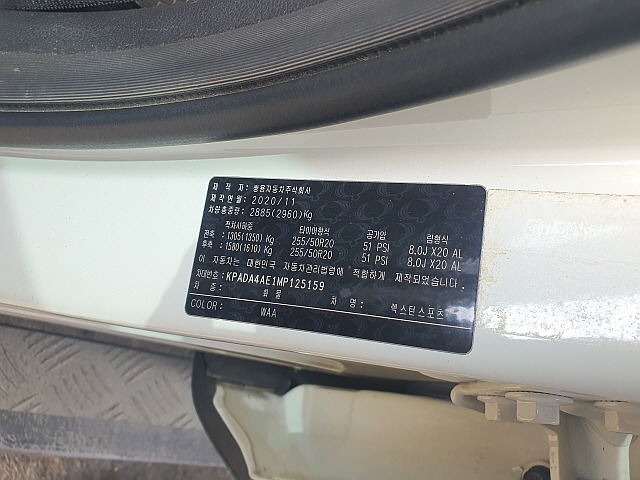 제 작 자 : 쌍용자동차주식회사
제작연월 : 2020/11
차량총중량 : 2885(2960)Kg
적차시하중 타이어형식 공기압 림형식
전축 : 1305(1350) Kg 255/50R20 51 PSI 8.0J X20 AL
후축 : 1580(1610) Kg 255/50R20 51 PSI 8.0J X20 AL
이 자동차는 대한민국 자동차관리법령에 적합하게 제작되었습니다.
차대번호 : KPADA4AE1MP125159
차 종 : 화 물 차 명 : 렉스턴스포츠
COLOR: WAA